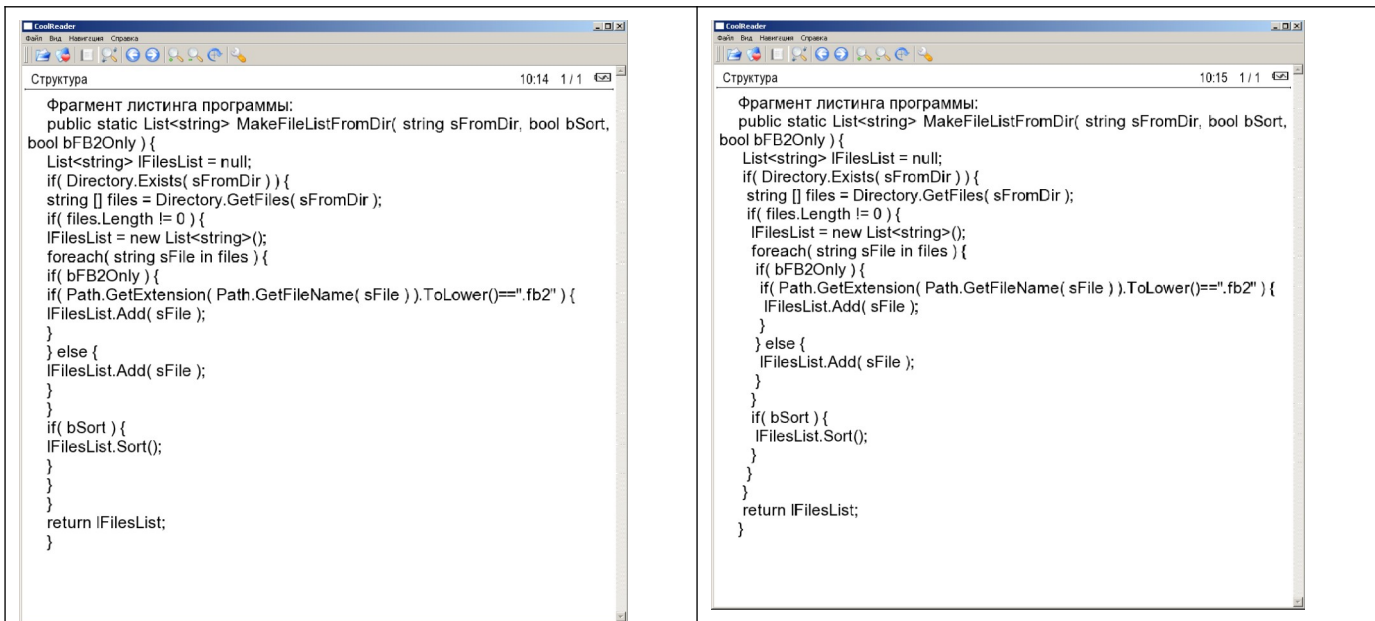 CoolReader
Файл Вид Навигация Справка
Структура 10:14 1 / 1
Фрагмент листинга программы:
public static List<string> MakeFileListFromDir( string sFromDir, bool bSort,
bool bFB2Only ) {
List<string> lFilesList = null;
if( Directory.Exists( sFromDir ) ) {
string [] files = Directory.GetFiles( sFromDir );
if( files.Length != 0 ) {
lFilesList = new List<string>();
foreach( string sFile in files ) {
if( bFB2Only ) {
if( Path.GetExtension( Path.GetFileName( sFile ) ).ToLower()==".fb2" ) {
lFilesList.Add( sFile );
}
} else {
lFilesList.Add( sFile );
}
}
if( bSort ) {
lFilesList.Sort();
}
}
}
return lFilesList;
}
CoolReader
Файл Вид Навигация Справка
Структура 10:15 1 / 1
Фрагмент листинга программы:
public static List<string> MakeFileListFromDir( string sFromDir, bool bSort,
bool bFB2Only ) {
List<string> lFilesList = null;
if( Directory.Exists( sFromDir ) ) {
string [] files = Directory.GetFiles( sFromDir );
if( files.Length != 0 ) {
lFilesList = new List<string>();
foreach( string sFile in files ) {
if( bFB2Only ) {
if( Path.GetExtension( Path.GetFileName( sFile ) ).ToLower()==".fb2" ) {
lFilesList.Add( sFile );
}
} else {
lFilesList.Add( sFile );
}
}
if( bSort ) {
lFilesList.Sort();
}
}
}
return lFilesList;
}